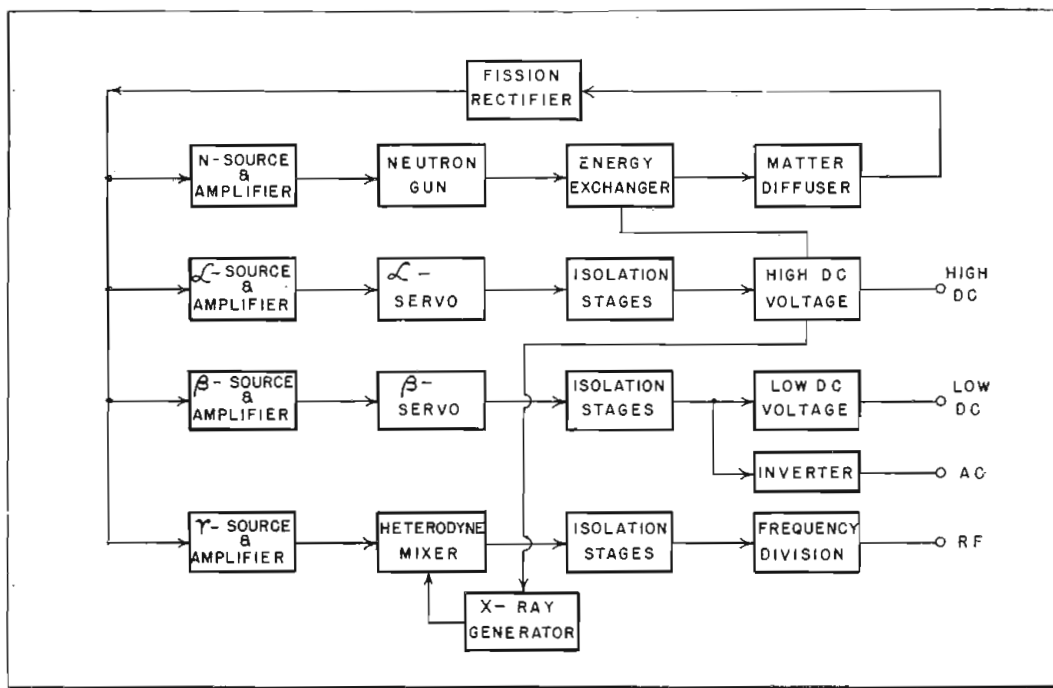 FISSION
RECTIFIER
N-SOURCE
&
AMPLIFIER
NEUTRON
GUN
ENERGY
EXCHANGER
MATTER
DIFFUSER
α-SOURCE
&
AMPLIFIER
α-
SERVO
ISOLATION
STAGES
HIGH DC
VOLTAGE
HIGH
DC
β-SOURCE
&
AMPLIFIER
β-
SERVO
ISOLATION
STAGES
LOW DC
VOLTAGE
LOW
DC
INVERTER
AC
γ-SOURCE
&
AMPLIFIER
HETERODYNE
MIXER
ISOLATION
STAGES
FREQUENCY
DIVISION
RF
X-RAY
GENERATOR